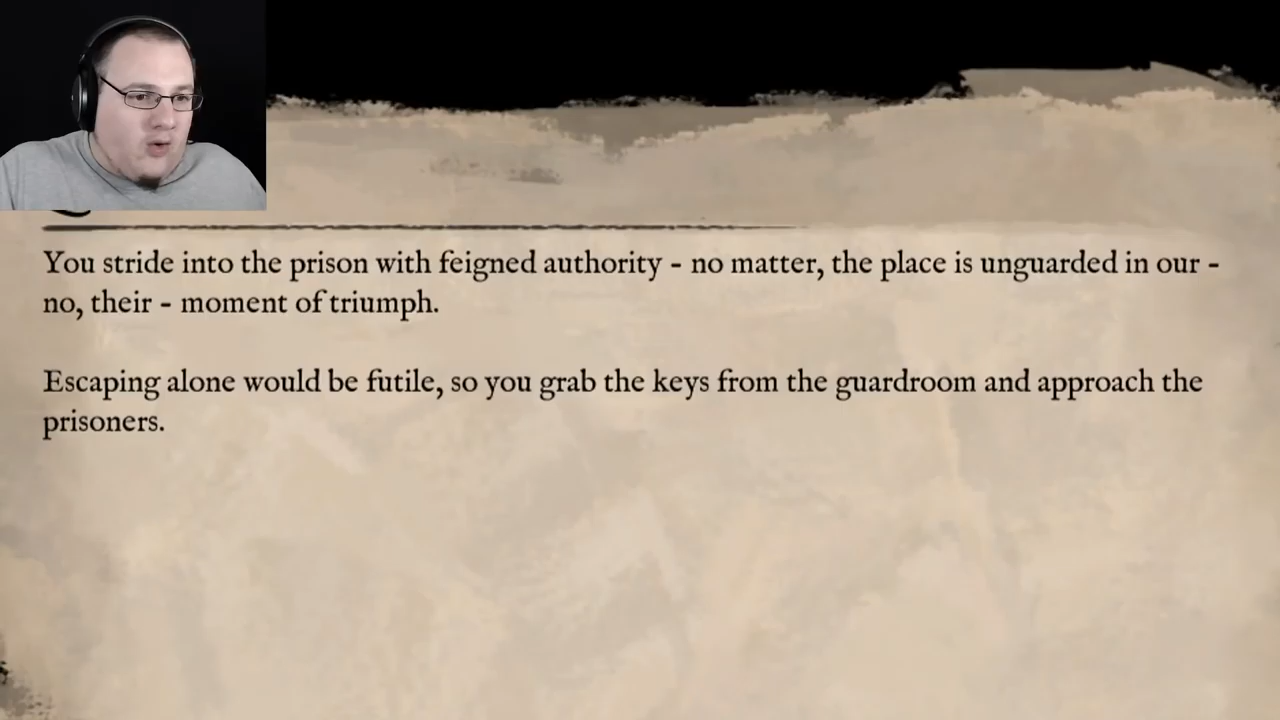 You stride into the prison with feigned authority - no matter, the place is unguarded in our -
no, their - moment of triumph.
Escaping alone would be futile, so you grab the keys from the guardroom and approach the
prisoners.